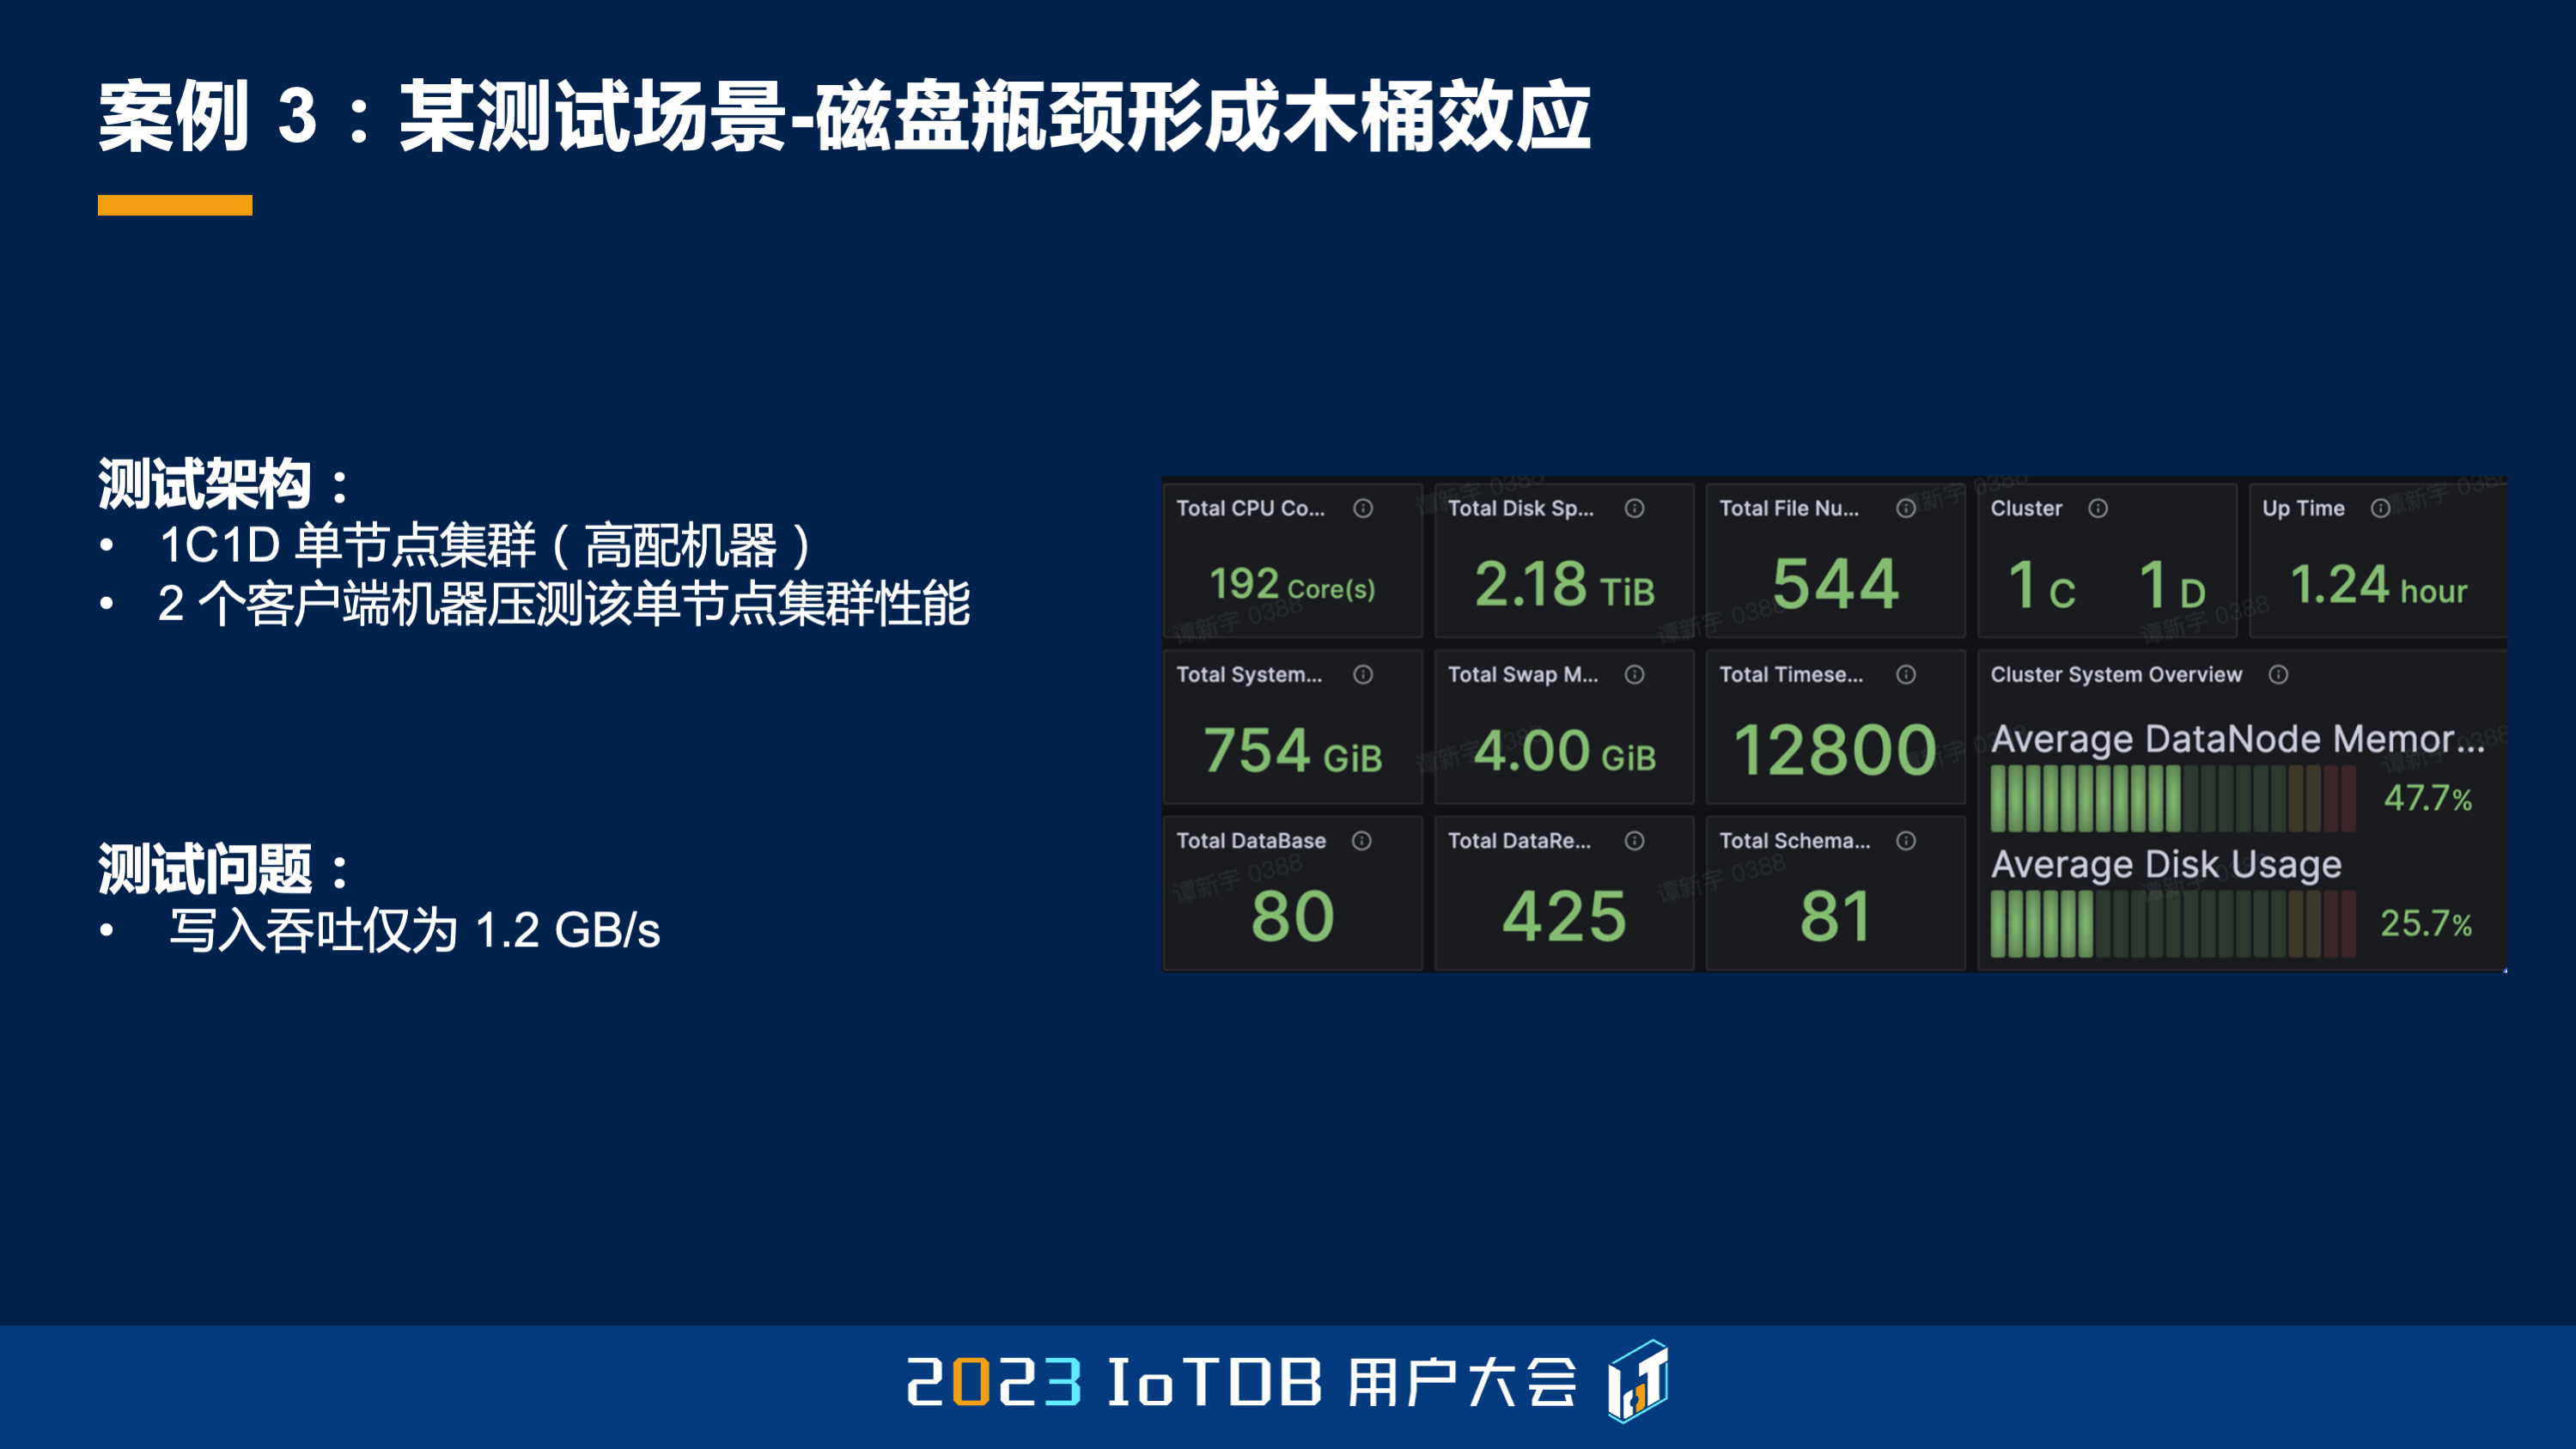 案例 3：某测试场景-磁盘瓶颈形成木桶效应
测试架构：
• 1C1D 单节点集群（高配机器）
• 2 个客户端机器压测该单节点集群性能
测试问题：
• 写入吞吐仅为 1.2 GB/s
Total CPU Co...
192 Core(s)
Total Disk Sp...
2.18 TiB
Total File Nu...
544
Cluster
1 C 1 D
Up Time
1.24 hour
Total System...
754 GiB
Total Swap M...
4.00 GiB
Total Timese...
12800
Cluster System Overview
Average DataNode Memor...
47.7%
Average Disk Usage
25.7%
Total DataBase
80
Total DataRe...
425
Total Schema...
81
谭新宇 0388
2023 IoTDB 用户大会